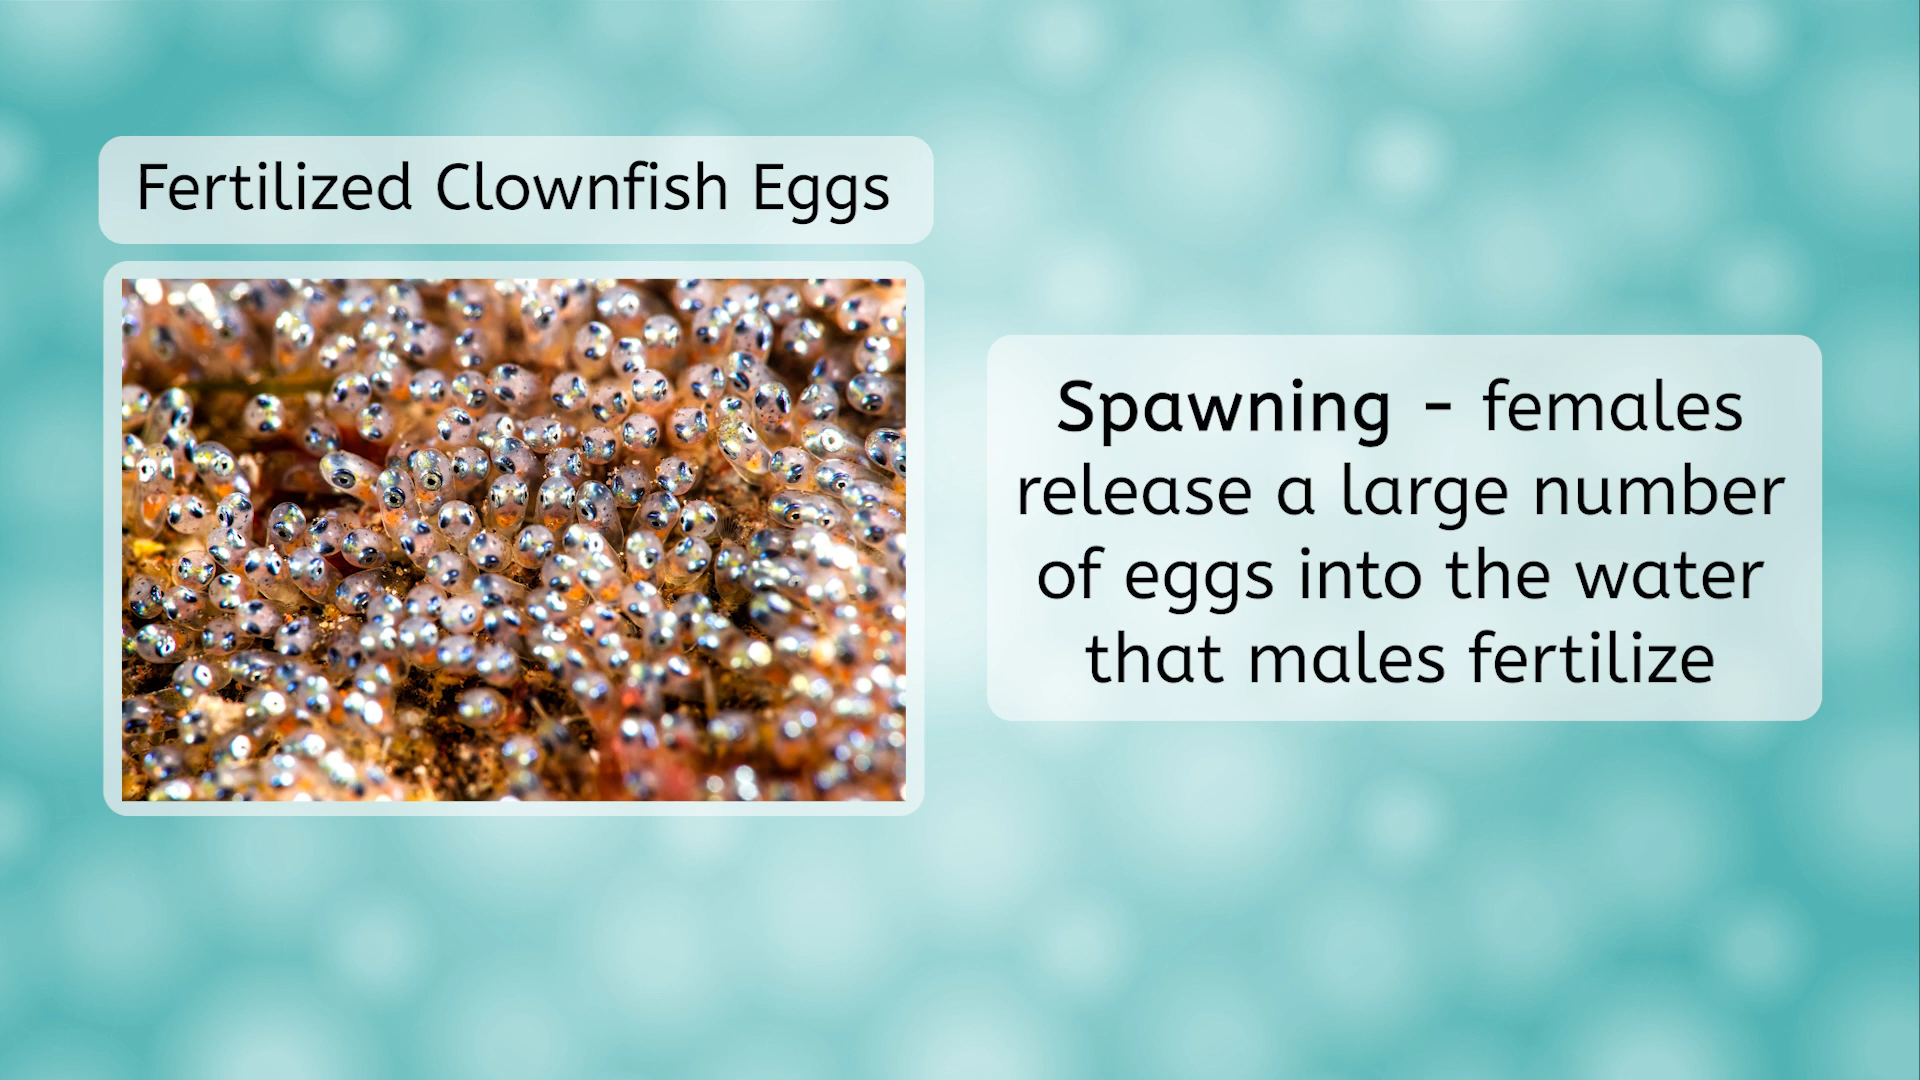 Fertilized Clownfish Eggs
Spawning - females
release a large number
of eggs into the water
that males fertilize